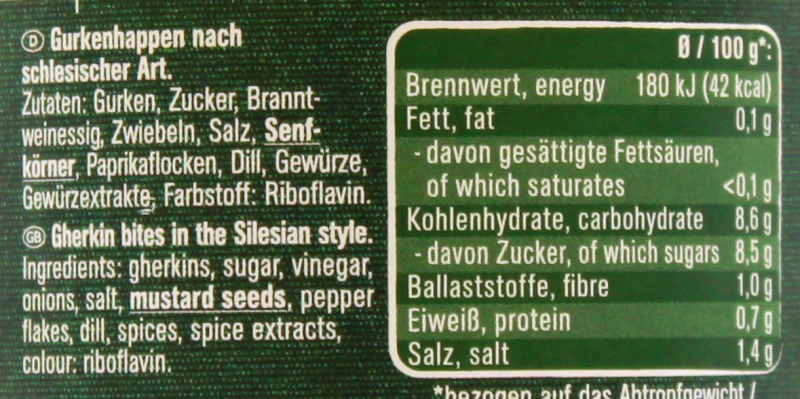 D Gurkenhappen nach
schlesischer Art.
Zutaten: Gurken, Zucker, Brannt-
weinessig, Zwiebeln, Salz, Senf-
körner, Paprikaflocken, Dill, Gewürze,
Gewürzextrakte, Farbstoff: Riboflavin.
GB Gherkin bites in the Silesian style.
Ingredients: gherkins, sugar, vinegar,
onions, salt, mustard seeds, pepper
flakes, dill, spices, spice extracts,
colour: riboflavin.
Ø / 100 g*:
Brennwert, energy 180 kJ (42 kcal)
Fett, fat 0,1 g
- davon gesättigte Fettsäuren,
of which saturates <0,1 g
Kohlenhydrate, carbohydrate 8,6 g
- davon Zucker, of which sugars 8,5 g
Ballaststoffe, fibre 1,0 g
Eiweiß, protein 0,7 g
Salz, salt 1,4 g
*bezogen auf das Abtropfgewicht /